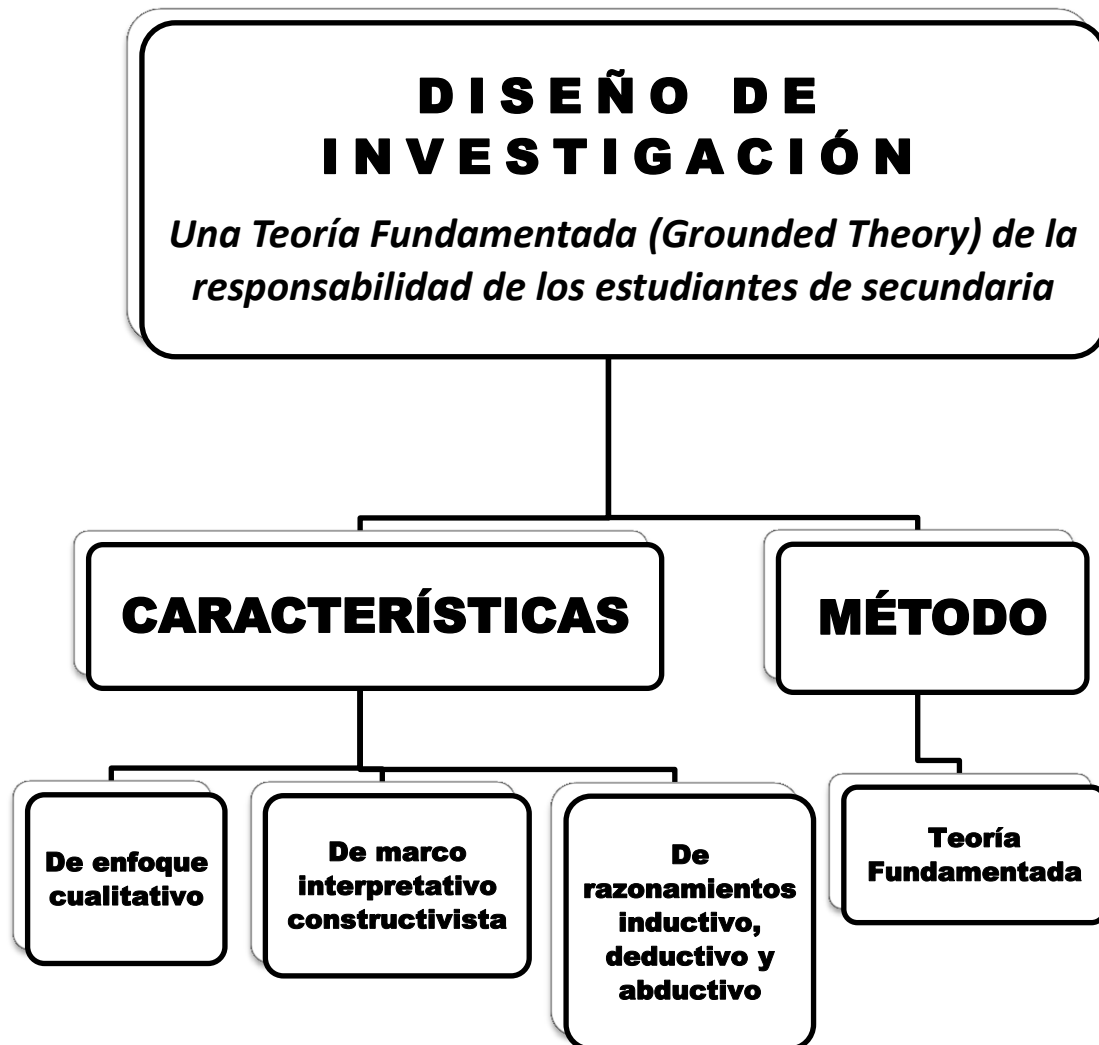 DISEÑO DE
INVESTIGACIÓN
Una Teoría Fundamentada (Grounded Theory) de la
responsabilidad de los estudiantes de secundaria
CARACTERÍSTICAS
MÉTODO
De enfoque
cualitativo
De marco
interpretativo
constructivista
De
razonamientos
inductivo,
deductivo y
abductivo
Teoría
Fundamentada